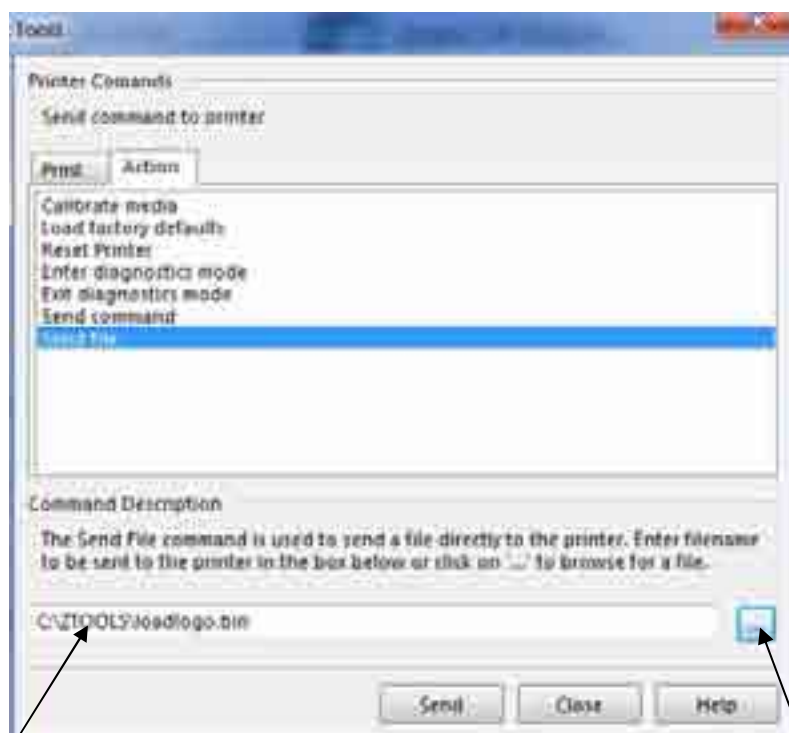 Tools
Printer Comands
Send command to printer
Print Action
Calibrate media
Load factory defaults
Reset Printer
Enter diagnostics mode
Exit diagnostics mode
Send command
Send file
Command Description
The Send File command is used to send a file directly to the printer. Enter filename
to be sent to the printer in the box below or click on '...' to browse for a file.
C:\ZTOOLS\loadlogo.bin
...
Send Close Help